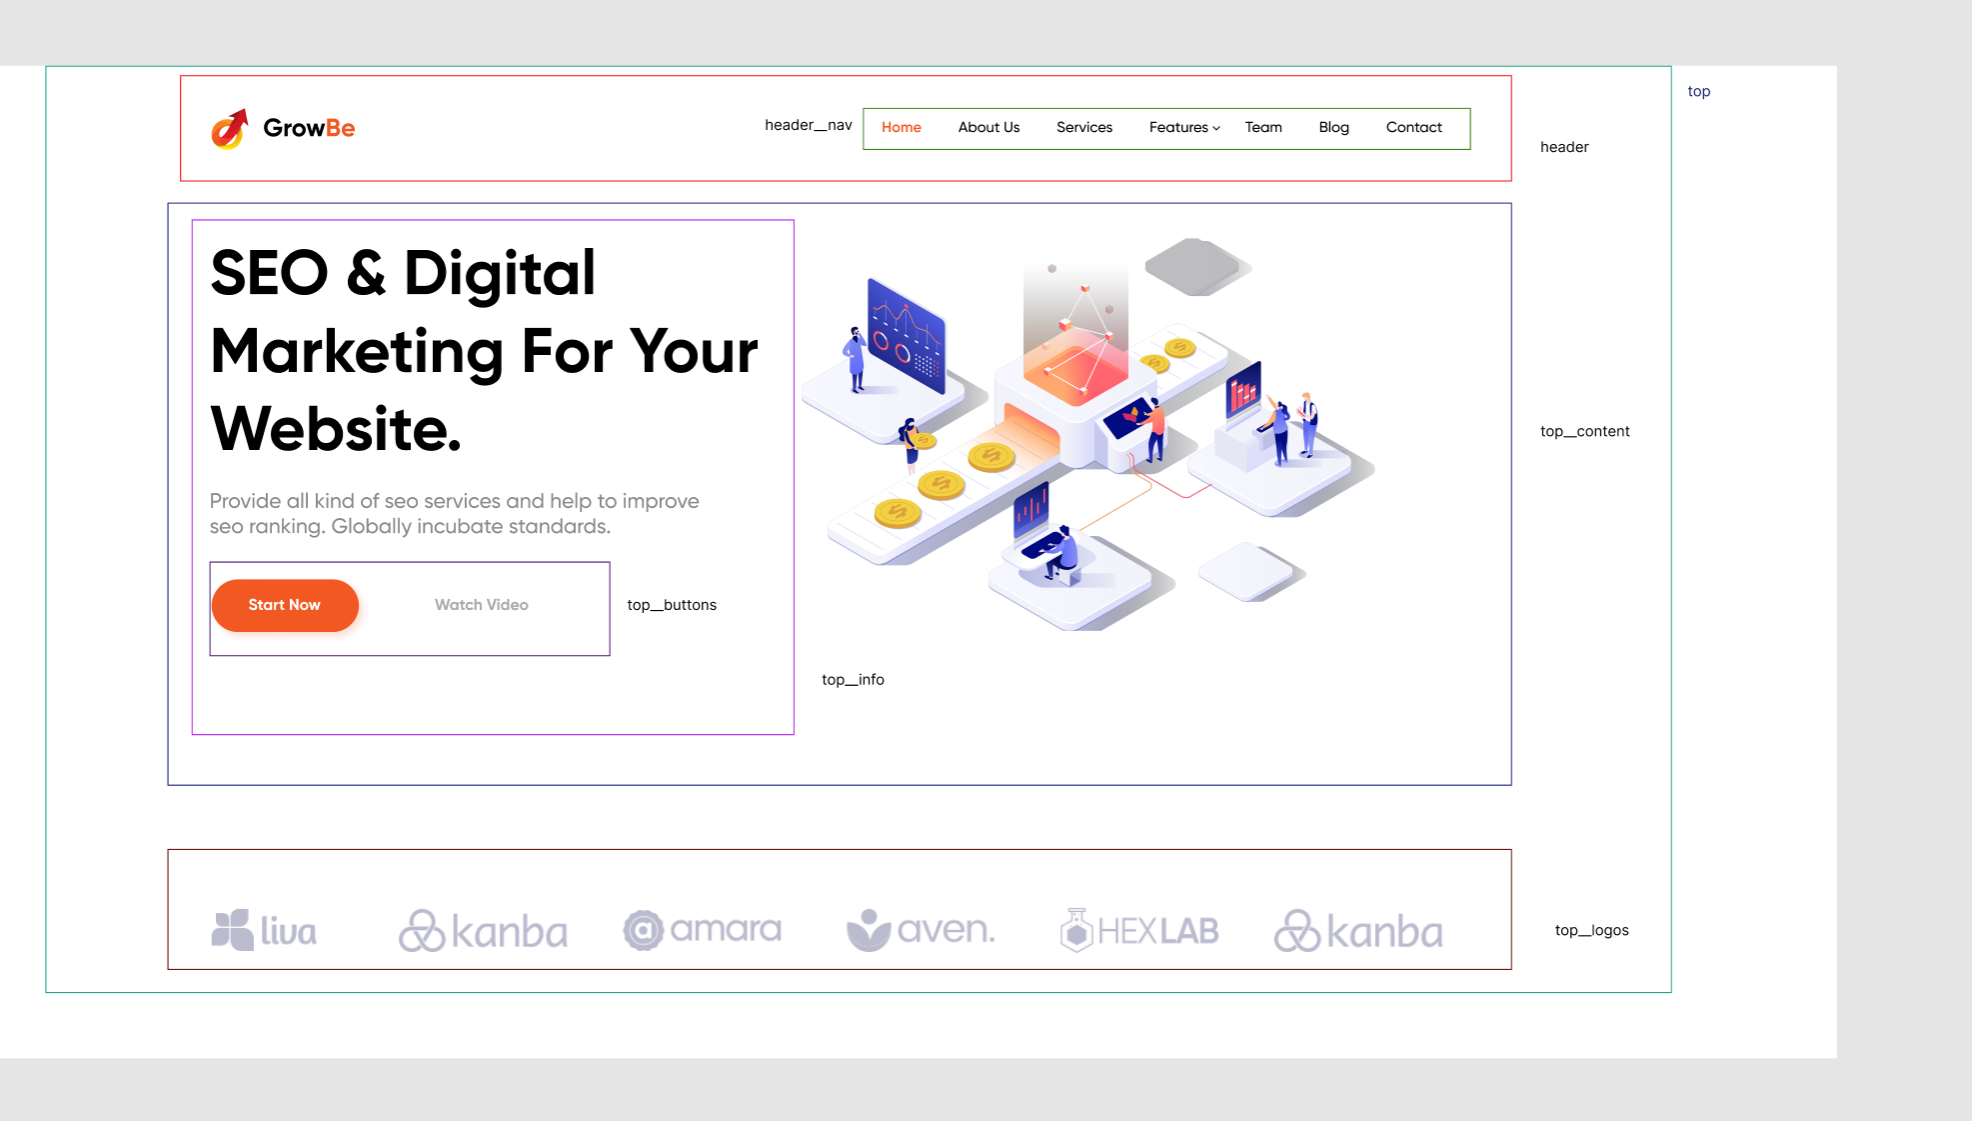 top
GrowBe
header__nav
Home About Us Services Features Team Blog Contact
header
SEO & Digital
Marketing For Your
Website.
top__content
Provide all kind of seo services and help to improve
seo ranking. Globally incubate standards.
Start Now
Watch Video
top__buttons
top__info
liva
kanba
amara
aven.
HEXLAB
kanba
top__logos